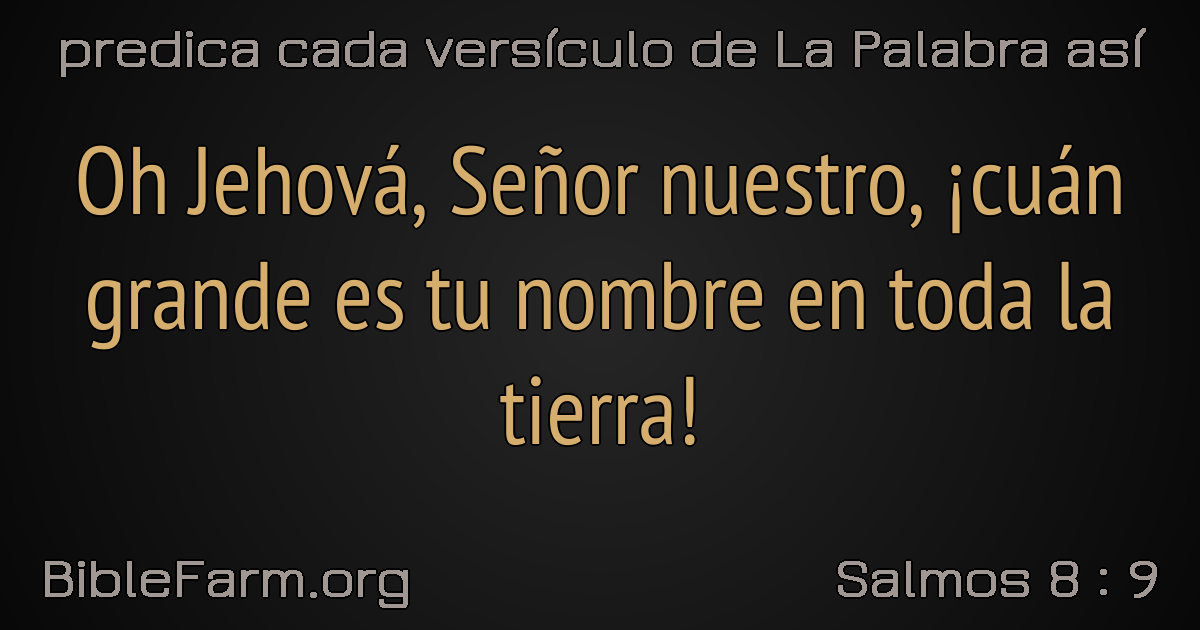 predica cada versículo de La Palabra así
Oh Jehová, Señor nuestro, ¡cuán
grande es tu nombre en toda la
tierra!
BibleFarm.org
Salmos 8 : 9